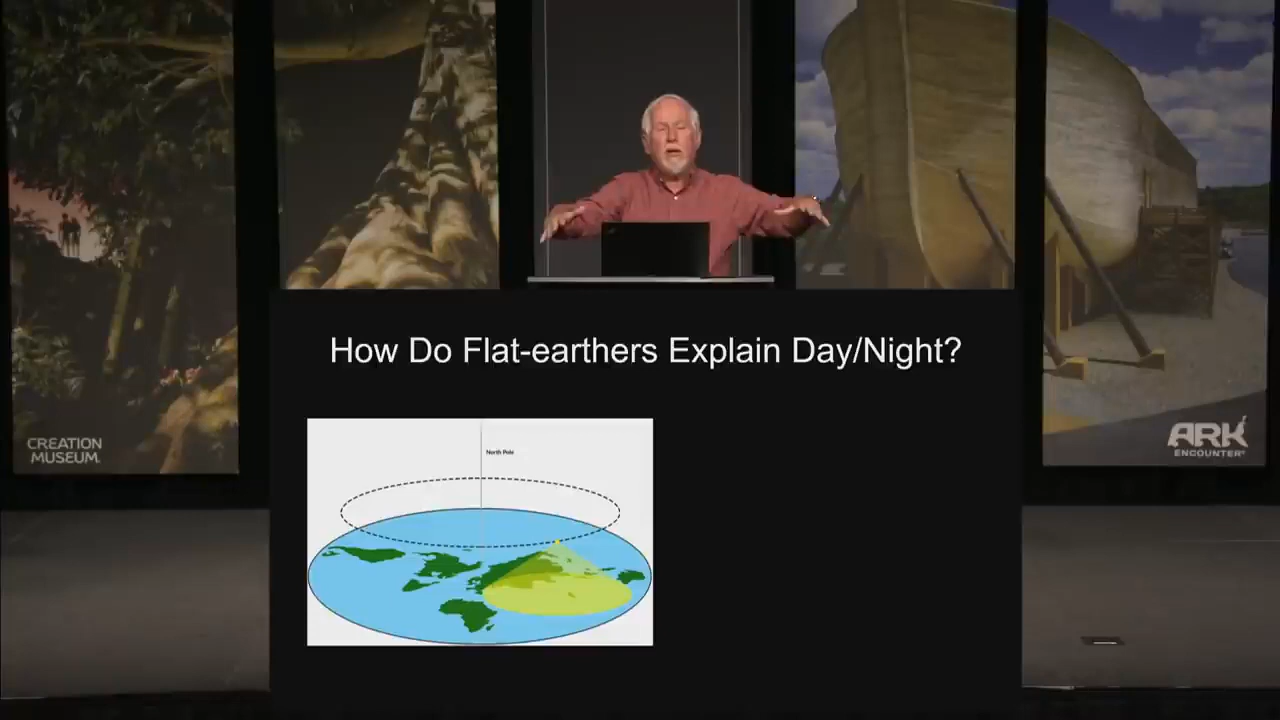 How Do Flat-earthers Explain Day/Night?
North Pole
CREATION
MUSEUM
ARK
ENCOUNTER